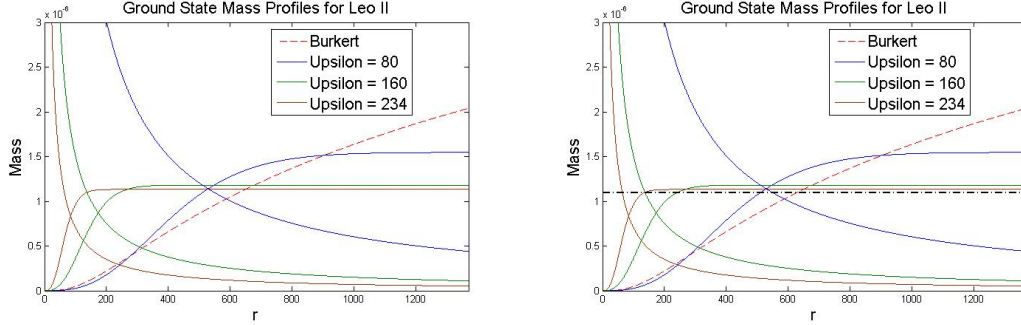 Ground State Mass Profiles for Leo II
x 10⁻⁶
3
2.5
2
1.5
1
0.5
0
Mass
Burkert
Upsilon = 80
Upsilon = 160
Upsilon = 234
0 200 400 600 800 1000 1200
r
Ground State Mass Profiles for Leo II
x 10⁻⁶
3
2.5
2
1.5
1
0.5
0
Mass
Burkert
Upsilon = 80
Upsilon = 160
Upsilon = 234
0 200 400 600 800 1000 1200
r